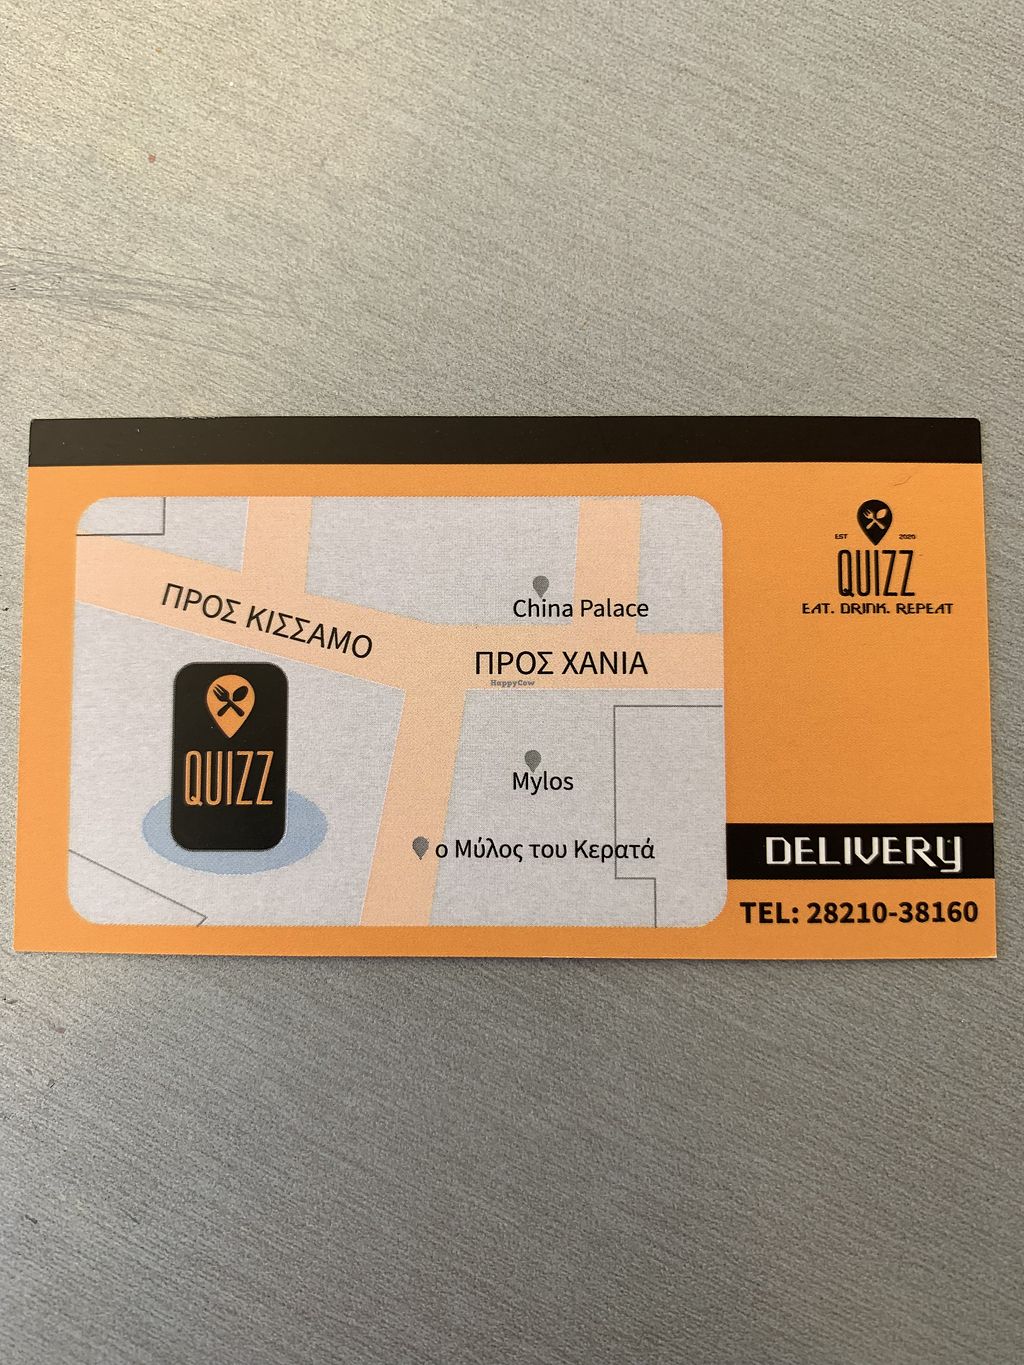 EST 2020
QUIZZ
EAT. DRINK. REPEAT
ΠΡΟΣ ΚΙΣΣΑΜΟ
China Palace
ΠΡΟΣ ΧΑΝΙΑ
HappyCow
QUIZZ
Mylos
ο Μύλος του Κερατά
DELIVERY
TEL: 28210-38160